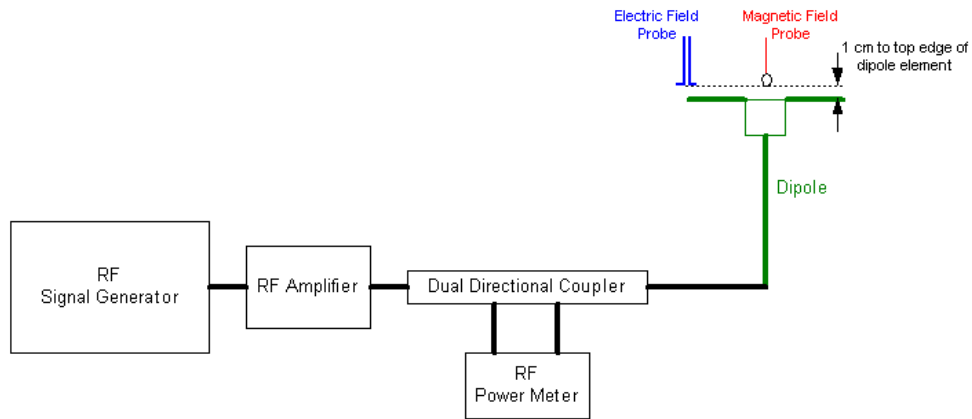 Electric Field
Probe
Magnetic Field
Probe
1 cm to top edge of
dipole element
Dipole
RF
Signal Generator
RF Amplifier
Dual Directional Coupler
RF
Power Meter